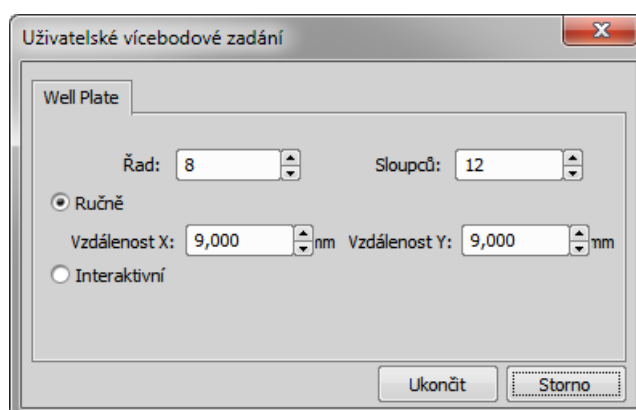 Uživatelské vícebodové zadání
Well Plate
Řad: 8 Sloupců: 12
Ručně
Vzdálenost X: 9,000 mm Vzdálenost Y: 9,000 mm
Interaktivní
Ukončit Storno